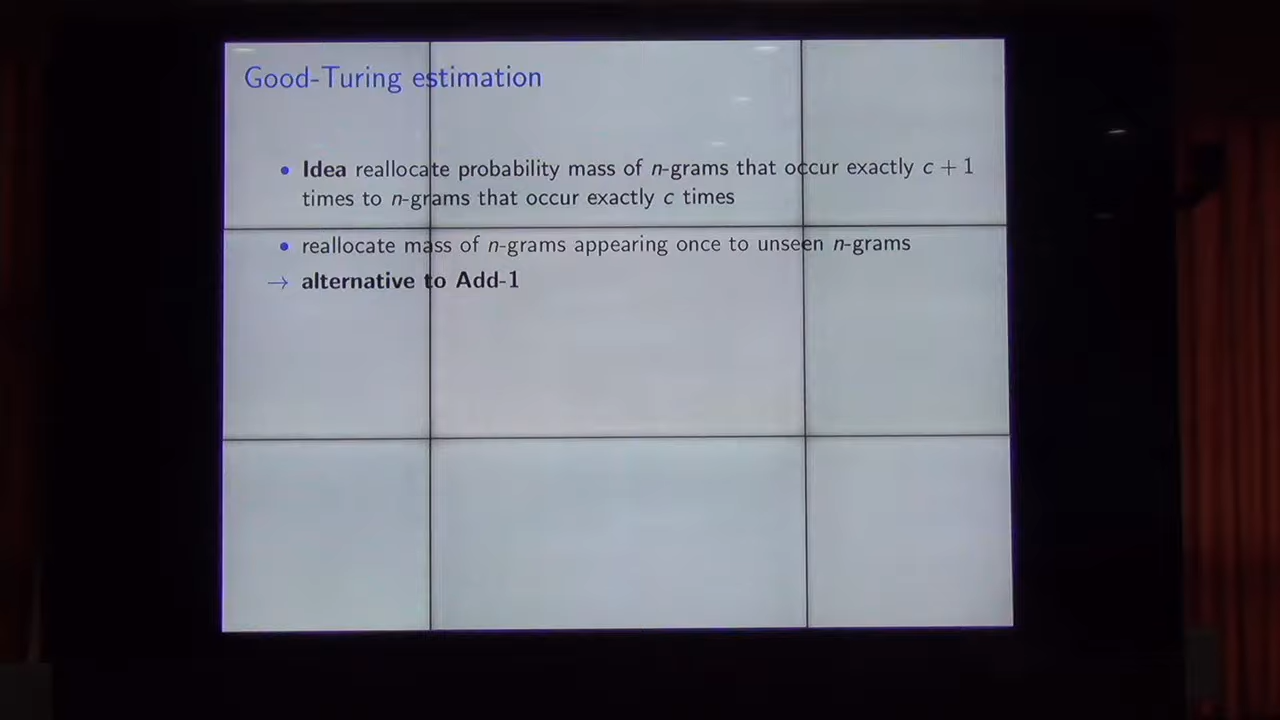 Good-Turing estimation
• Idea reallocate probability mass of n-grams that occur exactly c + 1
times to n-grams that occur exactly c times
• reallocate mass of n-grams appearing once to unseen n-grams
→ alternative to Add-1